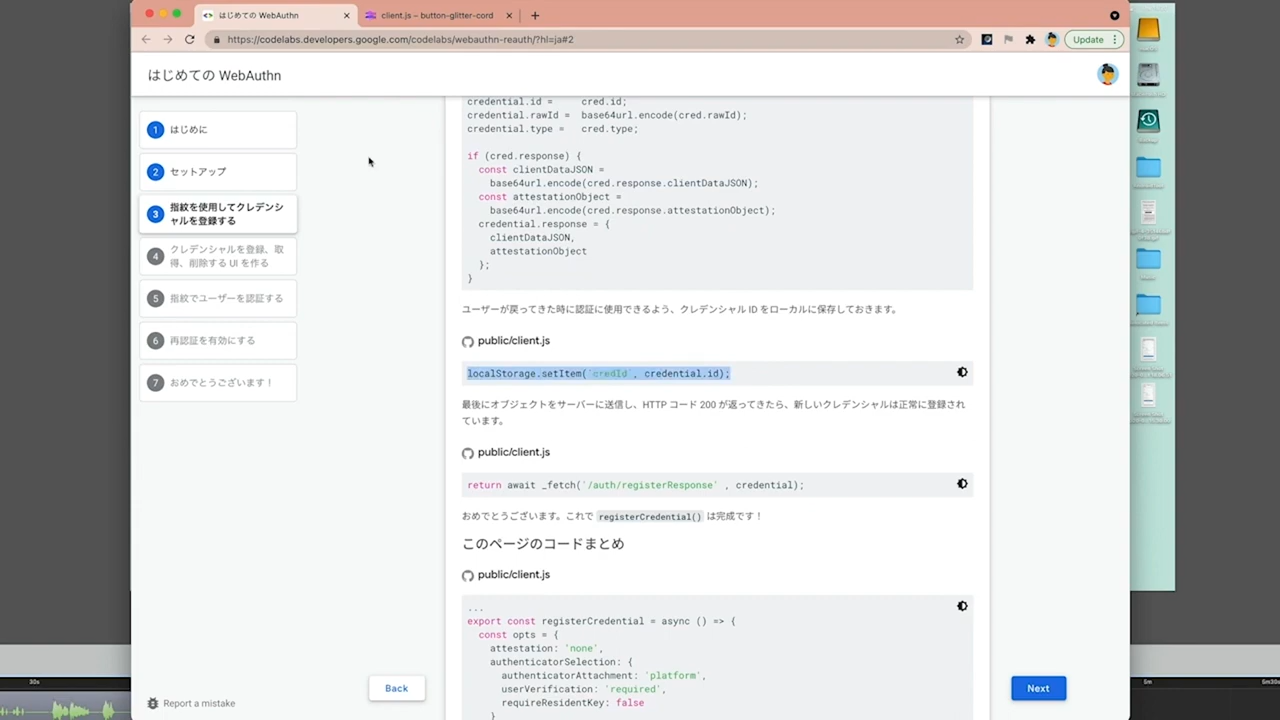 はじめての WebAuthn
client.js – button-glitter-cord
https://codelabs.developers.google.com/codelabs/webauthn-reauth/?hl=ja#2
Update
はじめての WebAuthn
1 はじめに
2 セットアップ
3 指紋を使用してクレデンシ
ャルを登録する
4 クレデンシャルを登録、取
得、削除する UI を作る
5 指紋でユーザーを認証する
6 再認証を有効にする
7 おめでとうございます！
credential.id =     cred.id;
credential.rawId =  base64url.encode(cred.rawId);
credential.type =   cred.type;
if (cred.response) {
const clientDataJSON =
base64url.encode(cred.response.clientDataJSON);
const attestationObject =
base64url.encode(cred.response.attestationObject);
credential.response = {
clientDataJSON,
attestationObject
};
}
ユーザーが戻ってきた時に認証に使用できるよう、クレデンシャル ID をローカルに保存しておきます。
public/client.js
localStorage.setItem(`credId`, credential.id);
最後にオブジェクトをサーバーに送信し、HTTP コード 200 が返ってきたら、新しいクレデンシャルは正常に登録され
ています。
public/client.js
return await _fetch('/auth/registerResponse' , credential);
おめでとうございます。これで registerCredential() は完成です！
このページのコードまとめ
public/client.js
...
export const registerCredential = async () => {
const opts = {
attestation: 'none',
authenticatorSelection: {
authenticatorAttachment: 'platform',
userVerification: 'required',
requireResidentKey: false
}
Back
Next
Report a mistake
30s
5m
5m30s